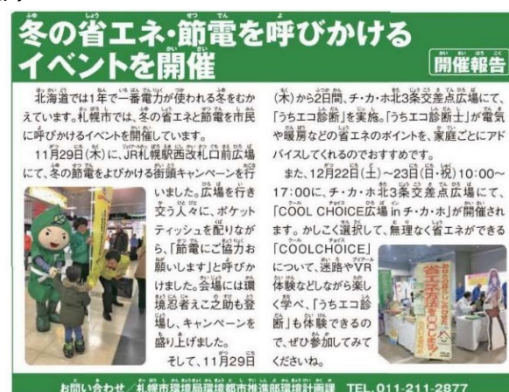 冬の省エネ・節電を呼びかける
イベントを開催
開催報告
北海道では1年で一番電力が使われる冬をむか
えています。札幌市では、冬の省エネと節電を市民
に呼びかけるイベントを開催しています。
11月29日(木)に、JR札幌駅西改札口前広場
にて、冬の節電をよびかける街頭キャンペーンを行
いました。広場を行き
交う人々に、ポケット
ティッシュを配りなが
ら、「節電にご協力お
願いします」と呼びか
けました。会場には環
境忍者えこ之助も登
場し、キャンペーンを
盛り上げました。
そして、11月29日
(木)から2日間、チ・カ・ホ北3条交差点広場にて、
「うちエコ診断」を実施。「うちエコ診断士」が電気
や暖房などの省エネのポイントを、家庭ごとにアド
バイスしてくれるのでおすすめです。
また、12月22日(土)~23日(日・祝)10:00~
17:00に、チ・カ・ホ北3条交差点広場にて、
「COOL CHOICE広場 inチ・カ・ホ」が開催され
ます。かしこく選択して、無理なく省エネができる
「COOLCHOICE」
について、迷路やVR
体験などしながら楽し
く学べ、「うちエコ診
断」も体験できるの
で、ぜひ参加してみて
くださいね。
お問い合わせ/札幌市環境局環境都市推進部環境計画課 TEL.011-211-2877